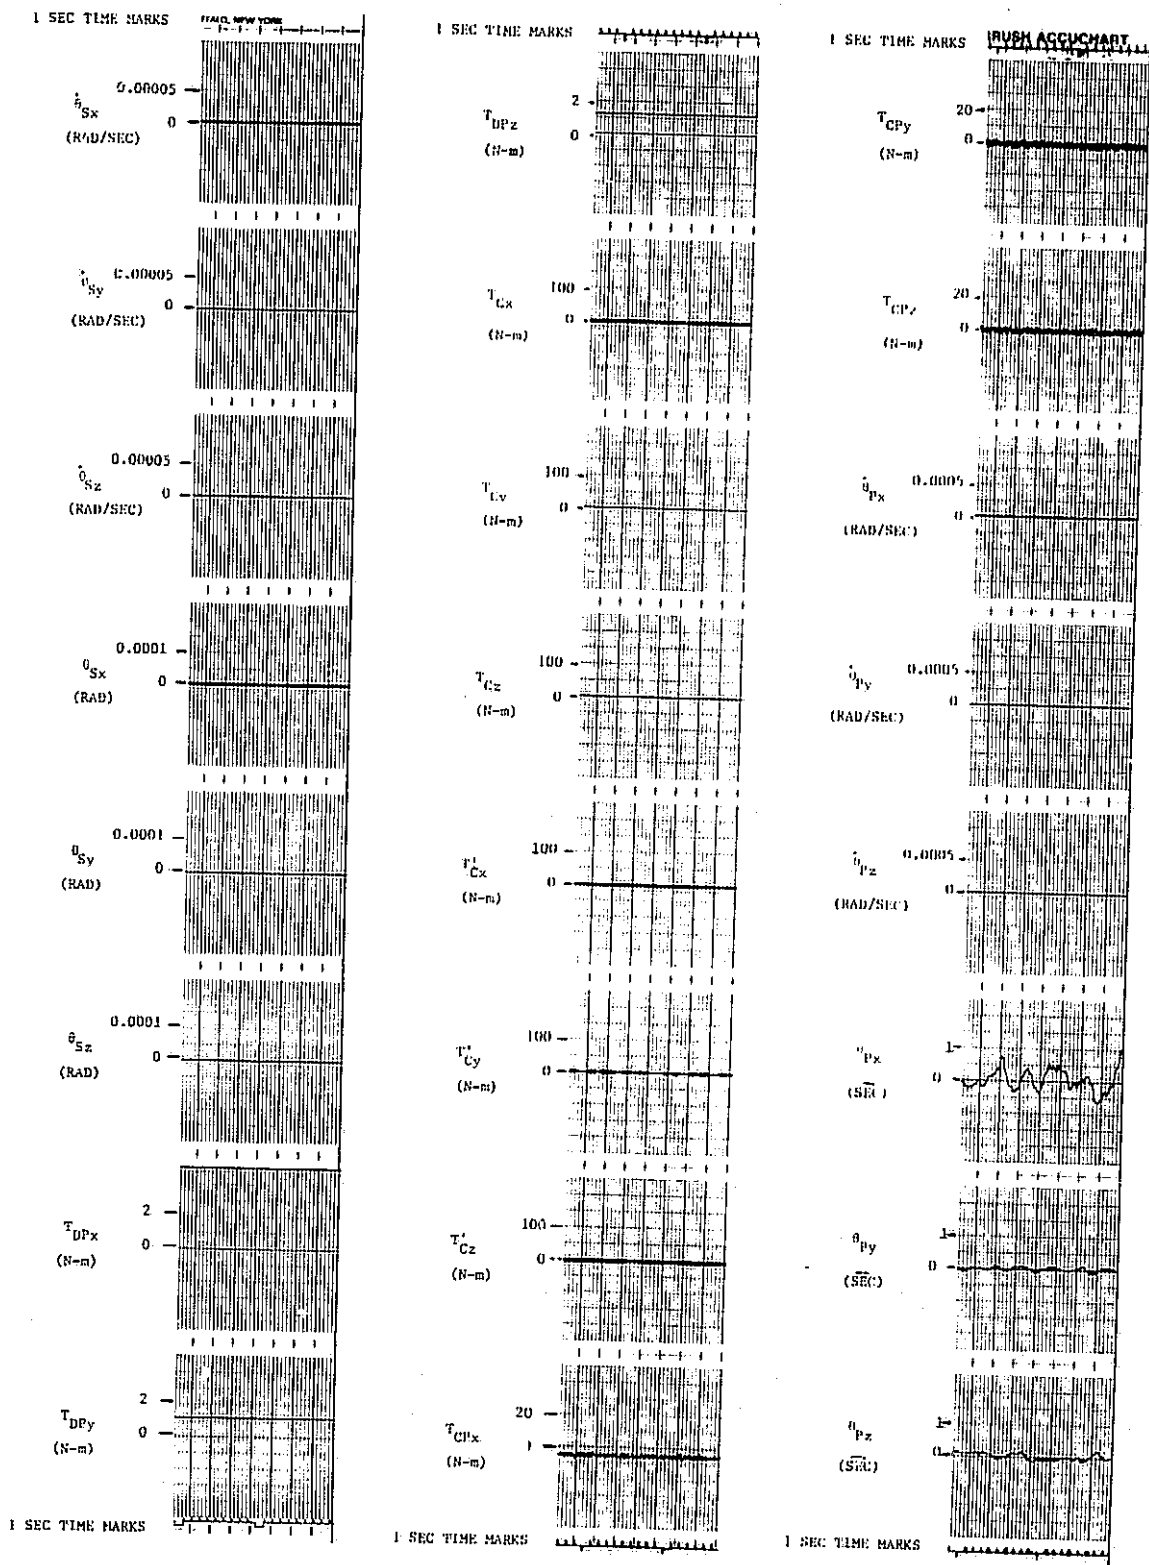 1 SEC TIME MARKS
FFALO, NEW YORK
0.00005
θ̇Sx
0
(RAD/SEC)
0.00005
θ̇Sy
0
(RAD/SEC)
0.00005
θ̇Sz
0
(RAD/SEC)
0.0001
θSx
0
(RAD)
0.0001
θSy
0
(RAD)
0.0001
θSz
0
(RAD)
2
TDPx
0
(N-m)
2
TDPy
0
(N-m)
1 SEC TIME MARKS
1 SEC TIME MARKS
2
TDPz
0
(N-m)
100
TCx
0
(N-m)
100
TCy
0
(N-m)
100
TCz
0
(N-m)
100
T'Cx
0
(N-m)
100
T'Cy
0
(N-m)
100
T'Cz
0
(N-m)
20
TCPx
(N-m)
1 SEC TIME MARKS
1 SEC TIME MARKS
RUSH ACCUCHART
20
TCPy
0
(N-m)
20
TCPz
0
(N-m)
0.0005
θ̇Px
0
(RAD/SEC)
0.0005
θ̇Py
0
(RAD/SEC)
0.0005
θ̇Pz
0
(RAD/SEC)
1
θPx
0
(SEC)
1
θPy
0
(SEC)
1
θPz
0
(SEC)
1 SEC TIME MARKS